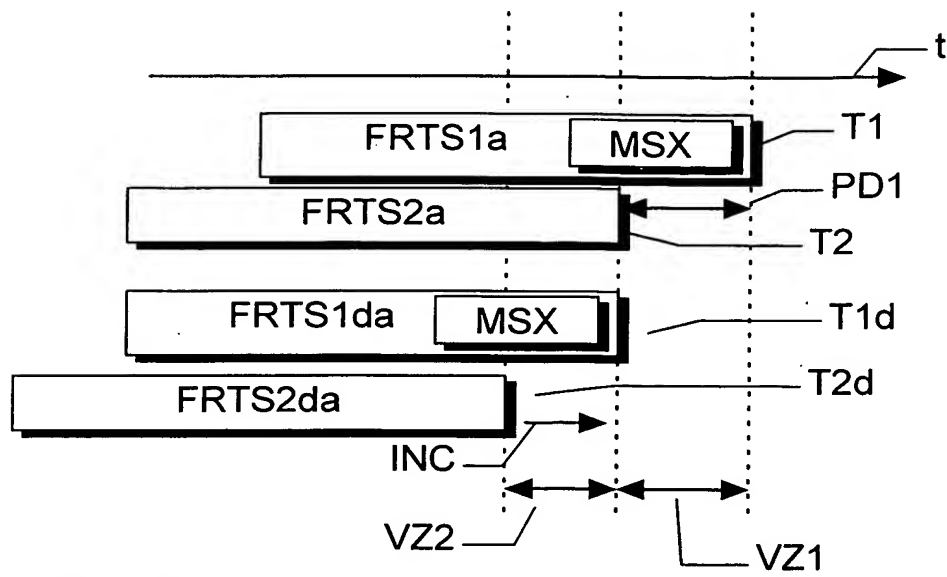 t
FRTS1a
MSX
T1
PD1
FRTS2a
T2
FRTS1da
MSX
T1d
FRTS2da
T2d
INC
VZ2
VZ1